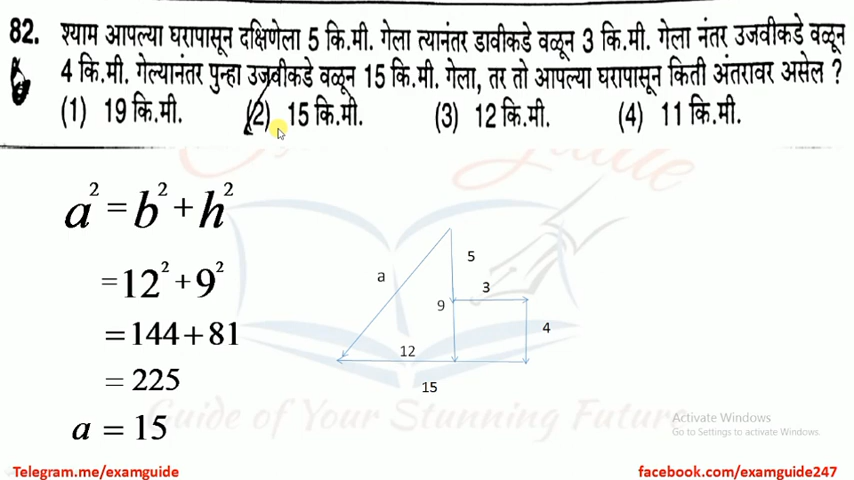 82. श्याम आपल्या घरापासून दक्षिणेला 5 कि.मी. गेला त्यानंतर डावीकडे वळून 3 कि.मी. गेला नंतर उजवीकडे वळून
4 कि.मी. गेल्यानंतर पुन्हा उजवीकडे वळून 15 कि.मी. गेला, तर तो आपल्या घरापासून किती अंतरावर असेल ?
(1) 19 कि.मी. (2) 15 कि.मी. (3) 12 कि.मी. (4) 11 कि.मी.
a² = b² + h²
= 12² + 9²
= 144 + 81
= 225
a = 15
5
a
3
9
4
12
15
Guide of Your Stunning Future
Activate Windows
Go to Settings to activate Windows.
Telegram.me/examguide
facebook.com/examguide247